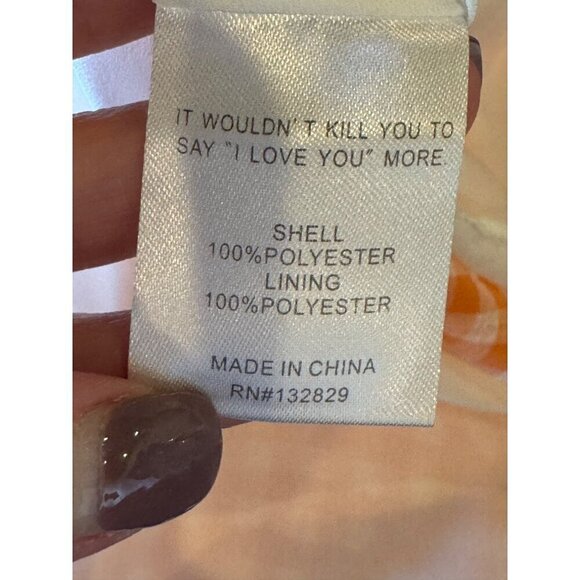 IT WOULDN'T KILL YOU TO
SAY "I LOVE YOU" MORE.
SHELL
100%POLYESTER
LINING
100%POLYESTER
MADE IN CHINA
RN#132829